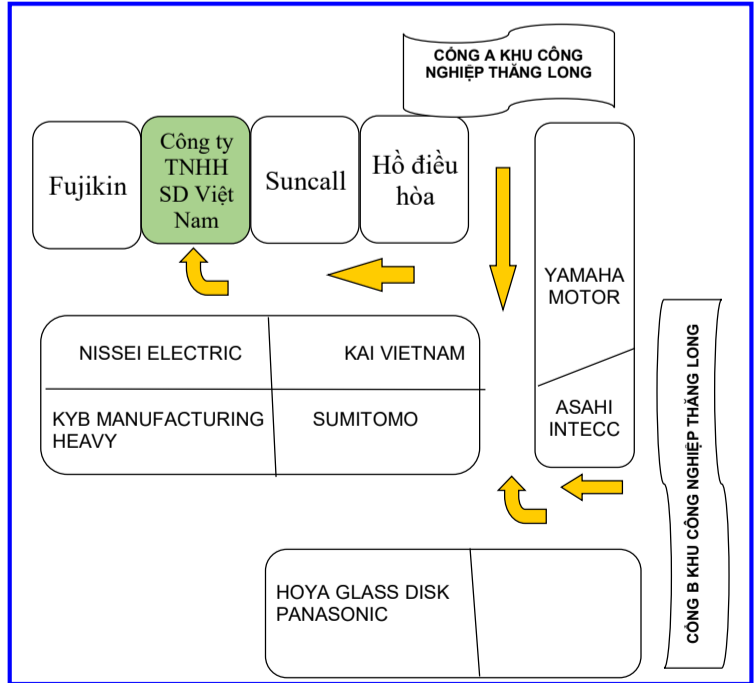 CỔNG A KHU CÔNG
NGHIỆP THĂNG LONG
Fujikin
Công ty
TNHH
SD Việt
Nam
Suncall
Hồ điều
hòa
YAMAHA
MOTOR
ASAHI
INTECC
NISSEI ELECTRIC
KAI VIETNAM
KYB MANUFACTURING
HEAVY
SUMITOMO
CỔNG B KHU CÔNG NGHIỆP THĂNG LONG
HOYA GLASS DISK
PANASONIC